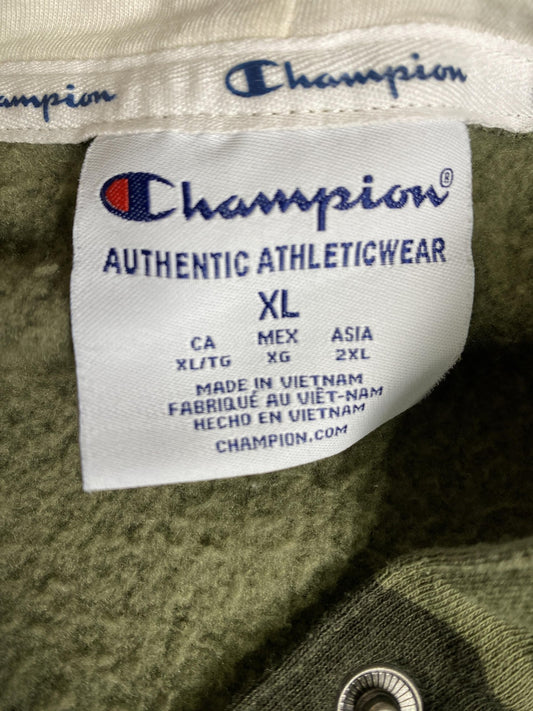 Champion Champion
Champion®
AUTHENTIC ATHLETICWEAR
XL
CA MEX ASIA
XL/TG XG 2XL
MADE IN VIETNAM
FABRIQUÉ AU VIÊT-NAM
HECHO EN VIETNAM
CHAMPION.COM